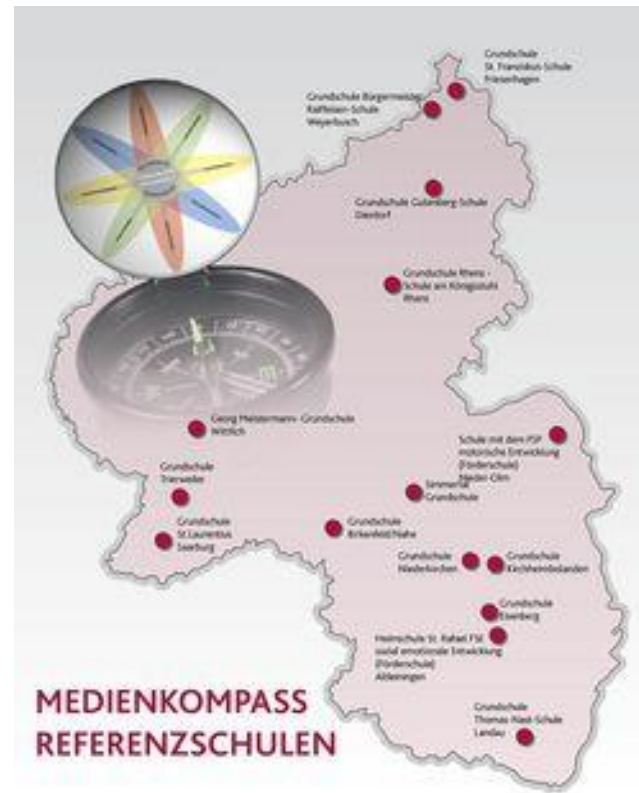 Grundschule
St. Franziskus-Schule
Friesenhagen
Grundschule Bürgermeister
Raiffeisen-Schule
Weyerbusch
Grundschule Gutenberg-Schule
Dierdorf
Grundschule Rhens -
Schule am Königsstuhl
Rhens
Georg Meistermann- Grundschule
Wittlich
Schule mit dem FSP
motorische Entwicklung
(Förderschule)
Nieder-Olm
Grundschule
Trierweiler
Simmertal
Grundschule
Grundschule
St.Laurentius
Saarburg
Grundschule
Birkenfeld/Nahe
Grundschule
Niederkirchen
Grundschule
Kirchheimbolanden
Grundschule
Eisenberg
Heimschule St. Rafael FSE
sozial emotionale Entwicklung
(Förderschule)
Altleiningen
MEDIENKOMPASS
REFERENZSCHULEN
Grundschule
Thomas-Nast-Schule
Landau